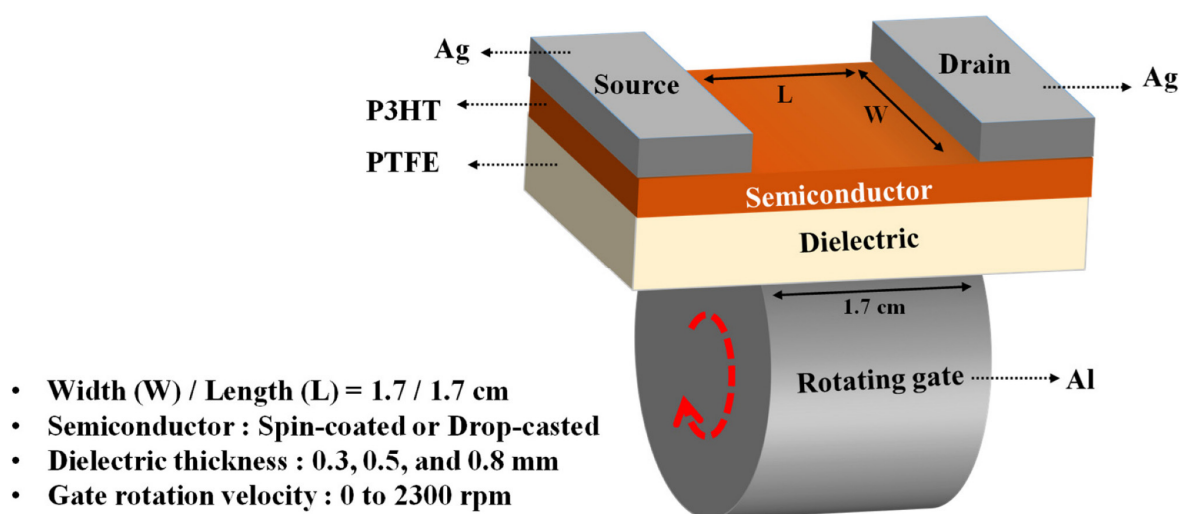 Ag
Source
Drain
Ag
L
W
P3HT
PTFE
Semiconductor
Dielectric
1.7 cm
Rotating gate
Al
• Width (W) / Length (L) = 1.7 / 1.7 cm
• Semiconductor : Spin-coated or Drop-casted
• Dielectric thickness : 0.3, 0.5, and 0.8 mm
• Gate rotation velocity : 0 to 2300 rpm